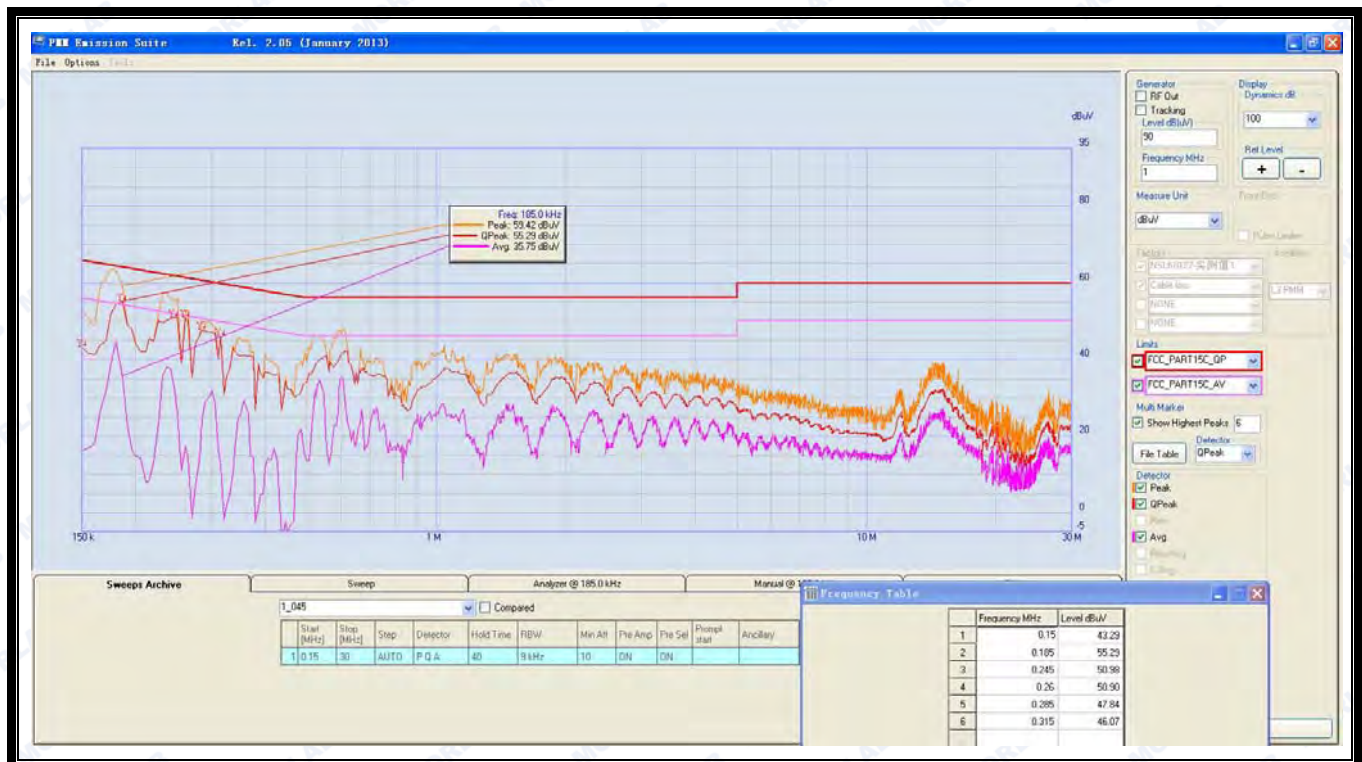 PMM Emission Suite Rel. 2.05 (January 2013)
File Options Tools
dBuV
95
80
60
40
20
0
-5
150 k
1 M
10 M
30 M
Freq: 185.0 kHz
Peak: 59.42 dBuV
QPeak: 55.29 dBuV
Avg: 35.75 dBuV
Generator
RF Out
Tracking
Level dB(uV)
90
Frequency MHz
1
Display
Dynamics dB
100
Ref Level
+ -
Measure Unit
dBuV
Pulse Limiter
Factors
Cable loss
NONE
NONE
Limits
FCC_PART15C_QP
FCC_PART15C_AV
Multi Marker
Show Highest Peaks 6
File Table
Detector
QPeak
Detector
Peak
QPeak
Avg
Sweeps Archive Sweep Analyzer @ 185.0 kHz Manual @
1_045 Compared
Start [MHz] Stop [MHz] Step Detector Hold Time RBW Min Att Pre Amp Pre Sel Prompt start Ancillary
1 0.15 30 AUTO P Q A 40 9 kHz 10 ON ON
Frequency Table
Frequency MHz Level dBuV
1 0.15 43.29
2 0.185 55.29
3 0.245 50.98
4 0.26 50.90
5 0.285 47.84
6 0.315 46.07